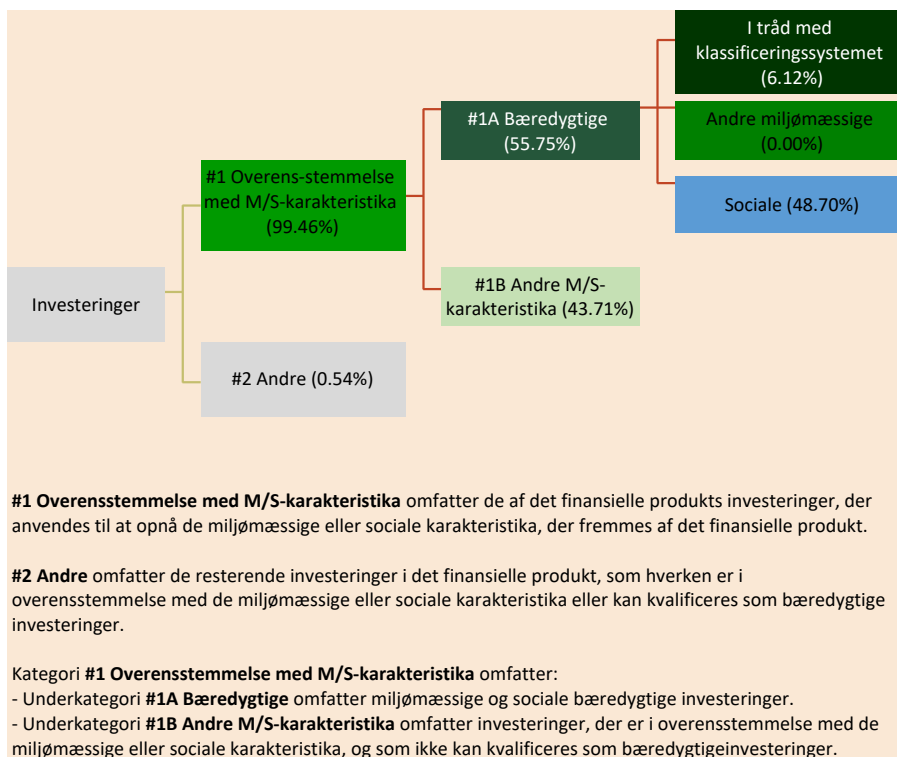 I tråd med
klassificeringssystemet
(6.12%)
#1A Bæredygtige
(55.75%)
Andre miljømæssige
(0.00%)
#1 Overens-stemmelse
med M/S-karakteristika
(99.46%)
Sociale (48.70%)
Investeringer
#1B Andre M/S-
karakteristika (43.71%)
#2 Andre (0.54%)
#1 Overensstemmelse med M/S-karakteristika omfatter de af det finansielle produkts investeringer, der
anvendes til at opnå de miljømæssige eller sociale karakteristika, der fremmes af det finansielle produkt.
#2 Andre omfatter de resterende investeringer i det finansielle produkt, som hverken er i
overensstemmelse med de miljømæssige eller sociale karakteristika eller kan kvalificeres som bæredygtige
investeringer.
Kategori #1 Overensstemmelse med M/S-karakteristika omfatter:
- Underkategori #1A Bæredygtige omfatter miljømæssige og sociale bæredygtige investeringer.
- Underkategori #1B Andre M/S-karakteristika omfatter investeringer, der er i overensstemmelse med de
miljømæssige eller sociale karakteristika, og som ikke kan kvalificeres som bæredygtigeinvesteringer.